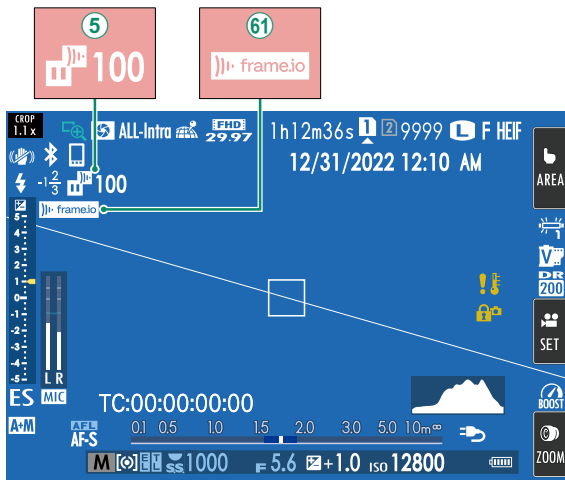 5
61
100
frame.io
CROP
1.1 x
ALL-Intra
FHD
29.97
1h12m36s
1
2
9999
L
F
HEIF
12/31/2022 12:10 AM
-1 2/3
100
frame.io
AREA
1
V
DR
200
SET
BOOST
ZOOM
5
4
3
2
1
0
-1
-2
-3
-4
-5
L R
MIC
ES
A+M
TC:00:00:00:00
AFL
AF-S
0.1 0.5 1.0 1.5 2.0 3.0 5.0 10m ∞
M
S.S. 1000
F 5.6
+1.0
ISO 12800